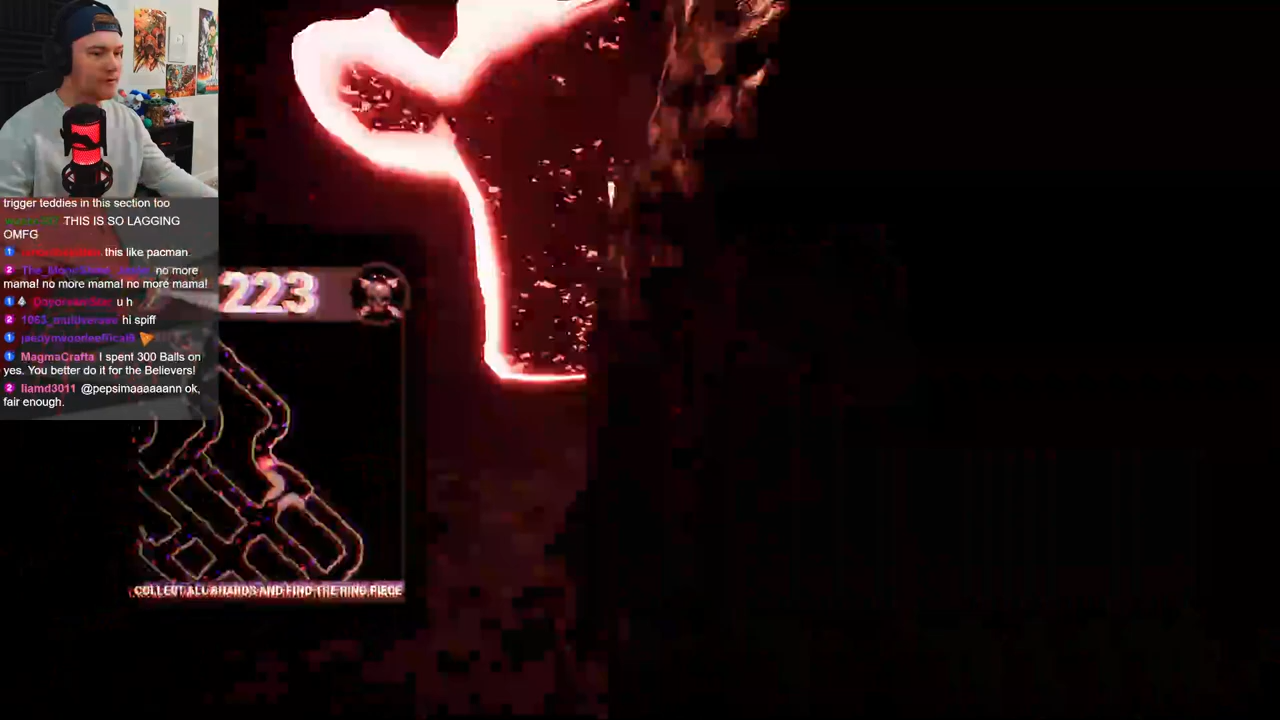 trigger teddies in this section too
THIS IS SO LAGGING
OMFG
this like pacman
no more
mama! no more mama! no more mama!
u h
1063_multiverse hi spiff
MagmaCrafta I spent 300 Balls on
yes. You better do it for the Believers!
liamd3011 @pepsimaaaaaann ok,
fair enough.
223
COLLECT ALL SHARDS AND FIND THE RING PIECE